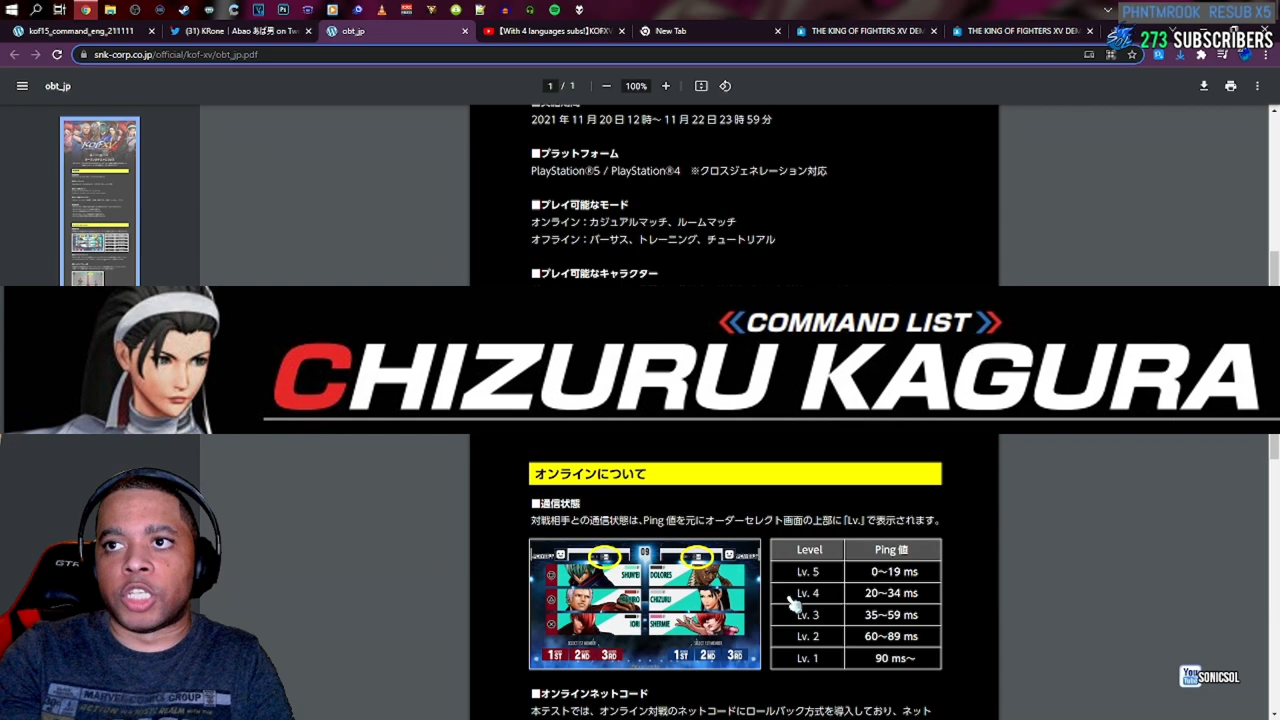 PHNTMROOK RESUB X5
kof15_command_eng_211111
(31) KRone | Abao あば男 on Tw
obt_jp
[With 4 languages subs!] KOFXV
New Tab
THE KING OF FIGHTERS XV DEM
THE KING OF FIGHTERS XV DEM
273 SUBSCRIBERS
snk-corp.co.jp/official/kof-xv/obt_jp.pdf
obt_jp
1 / 1
100%
2021 年 11 月 20 日 12 時〜 11 月 22 日 23 時 59 分
■プラットフォーム
PlayStation®5 / PlayStation®4 ※クロスジェネレーション対応
■プレイ可能なモード
オンライン：カジュアルマッチ、ルームマッチ
オフライン：バーサス、トレーニング、チュートリアル
■プレイ可能なキャラクター
COMMAND LIST
CHIZURU KAGURA
オンラインについて
■通信状態
対戦相手との通信状態は、Ping 値を元にオーダーセレクト画面の上部に『Lv.』で表示されます。
09
SHUN'EI
DOLORES
CHIZURU
IORI
SHERMIE
1ST 2ND 3RD
1ST 2ND 3RD
Level Ping 値
Lv. 5 0〜19 ms
Lv. 4 20〜34 ms
Lv. 3 35〜59 ms
Lv. 2 60〜89 ms
Lv. 1 90 ms〜
■オンラインネットコード
本テストでは、オンライン対戦のネットコードにロールバック方式を導入しており、ネット
MARVEL COMICS GROUP
You Tube SONICSOL